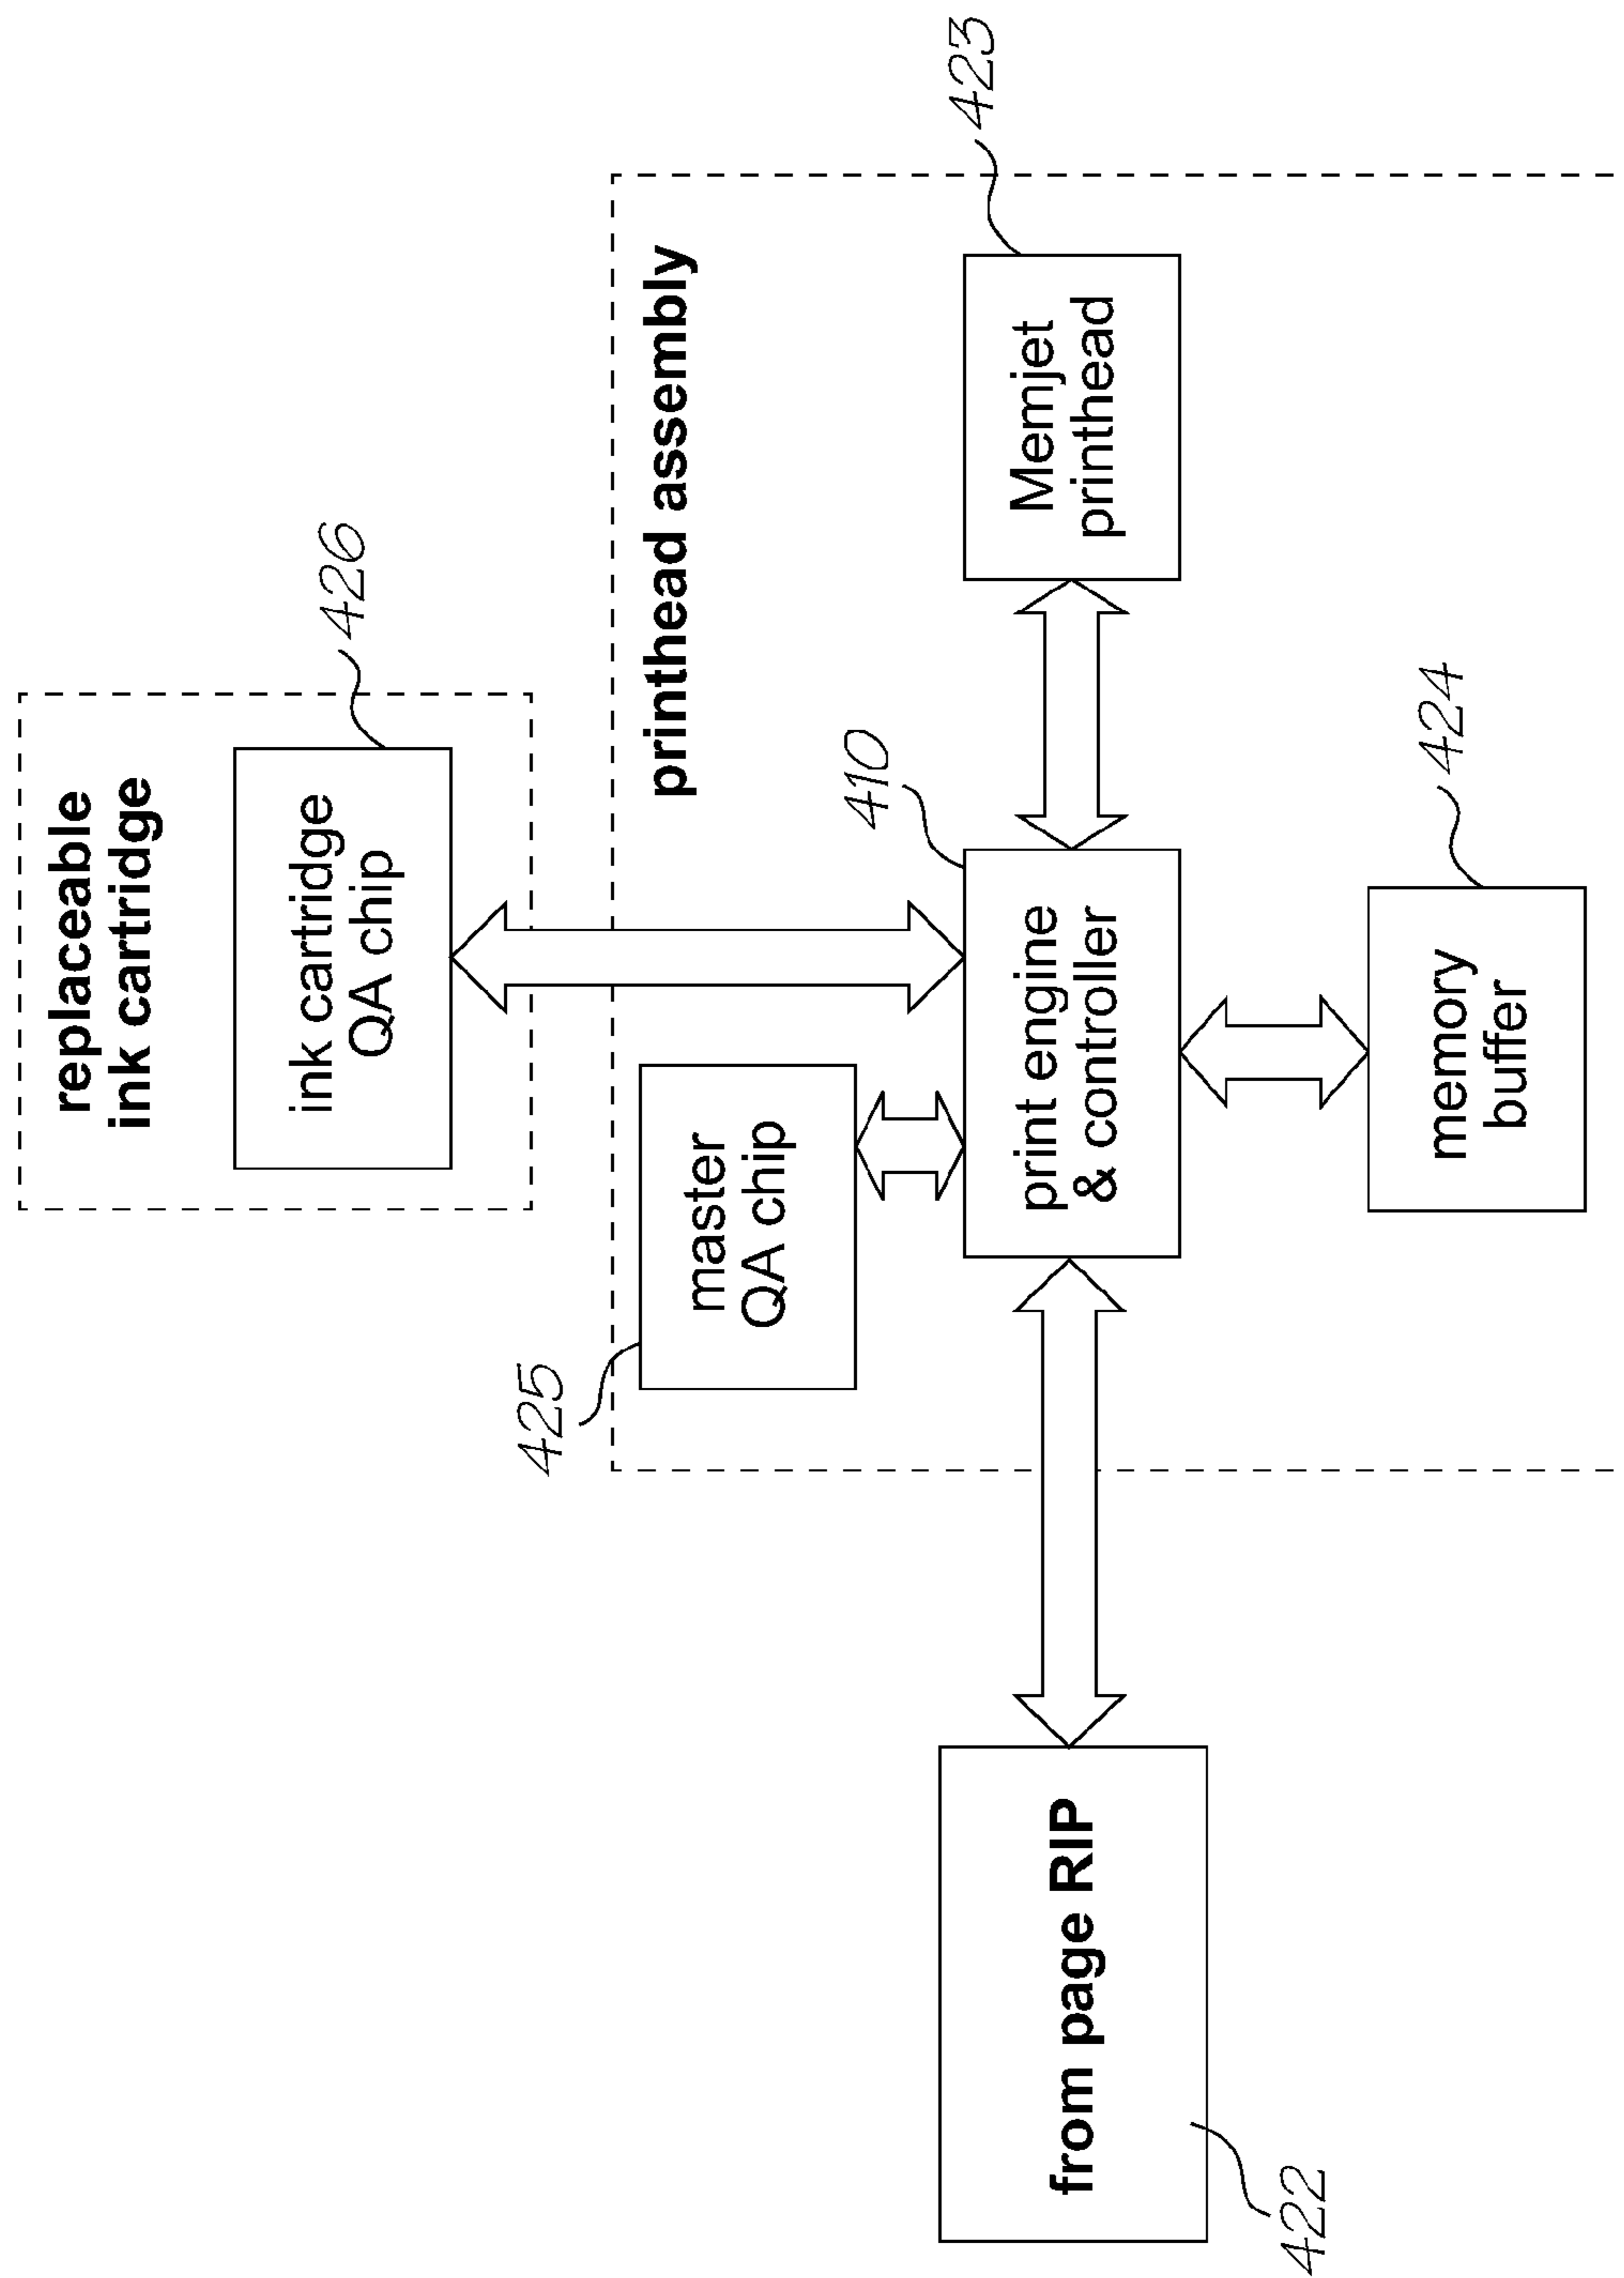 replaceable
ink cartridge
426
ink cartridge
QA chip
printhead assembly
425
master
QA chip
410
423
from page RIP
422
print engine
& controller
Memjet
printhead
424
memory
buffer